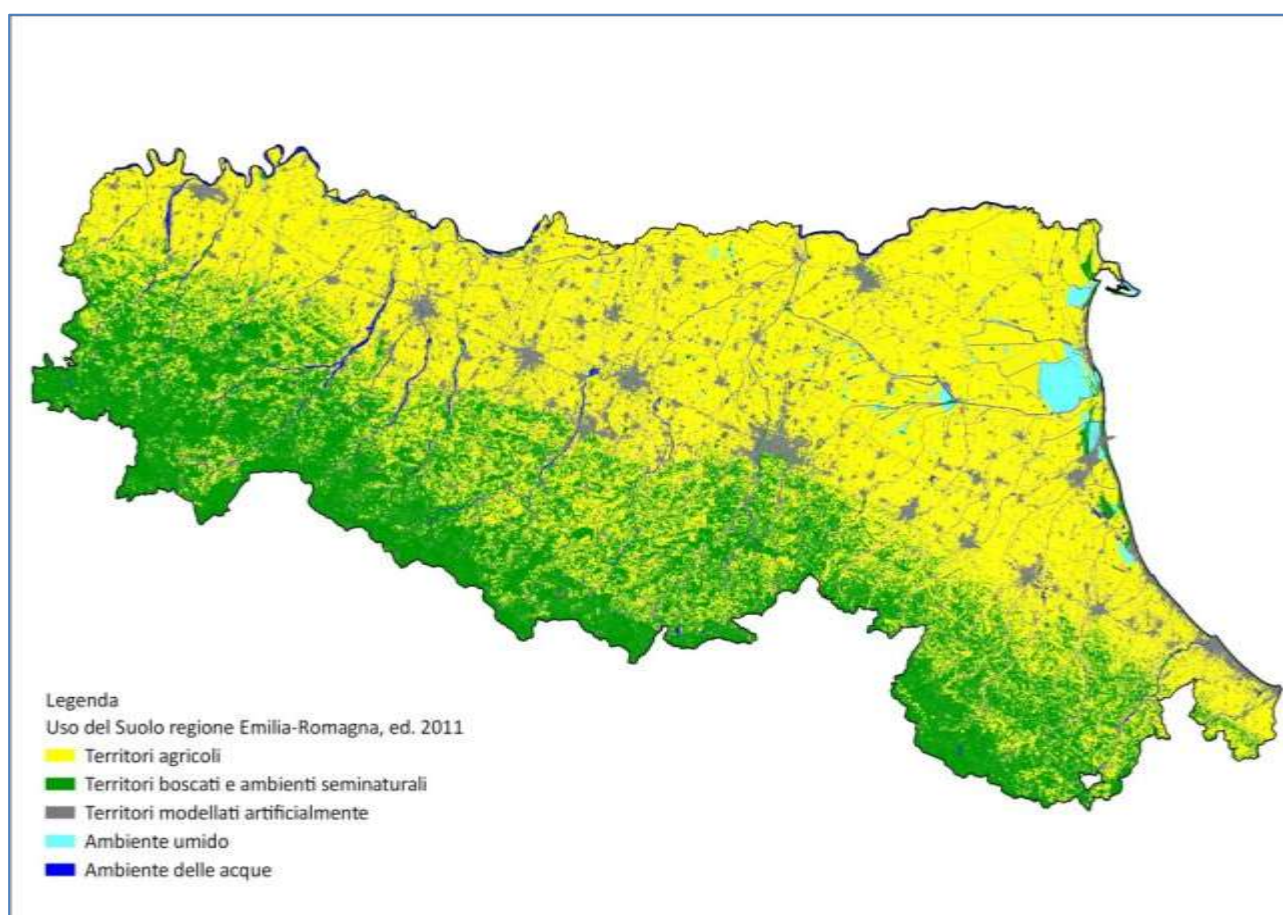 Legenda
Uso del Suolo regione Emilia-Romagna, ed. 2011
Territori agricoli
Territori boscati e ambienti seminaturali
Territori modellati artificialmente
Ambiente umido
Ambiente delle acque